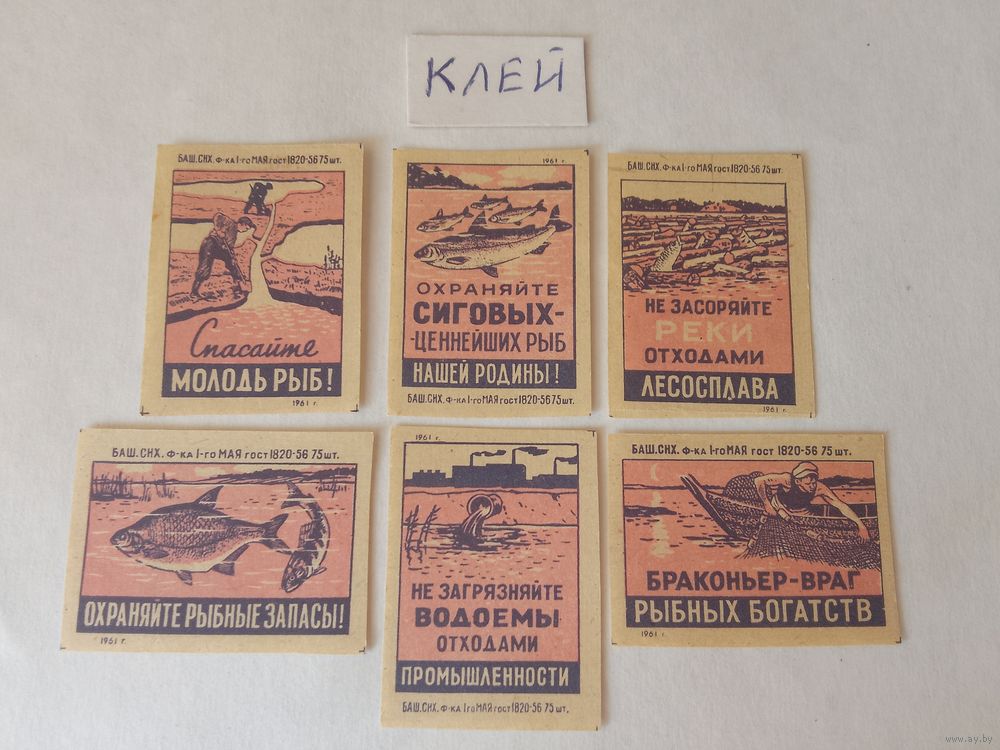 КЛЕЙ
БАШ.СНХ. Ф-КА 1-го МАЯ гост 1820-56 75 шт.
Спасайте
МОЛОДЬ РЫБ!
1961 г.
1961 г.
ОХРАНЯЙТЕ
СИГОВЫХ-
-ЦЕННЕЙШИХ РЫБ
НАШЕЙ РОДИНЫ!
БАШ.СНХ. Ф-КА 1-го МАЯ гост 1820-56 75 шт.
БАШ.СНХ. Ф-КА 1-го МАЯ гост 1820-56 75 шт.
НЕ ЗАСОРЯЙТЕ
РЕКИ
ОТХОДАМИ
ЛЕСОСПЛАВА
1961 г.
БАШ.СНХ. Ф-КА 1-го МАЯ гост 1820-56 75 шт.
ОХРАНЯЙТЕ РЫБНЫЕ ЗАПАСЫ!
1961 г.
1961 г.
НЕ ЗАГРЯЗНЯЙТЕ
ВОДОЕМЫ
ОТХОДАМИ
ПРОМЫШЛЕННОСТИ
БАШ.СНХ. Ф-КА 1го МАЯ гост 1820-56 75 шт.
БАШ.СНХ. Ф-КА 1-го МАЯ гост 1820-56 75 шт.
БРАКОНЬЕР-ВРАГ
РЫБНЫХ БОГАТСТВ
1961 г.
www.ay.by